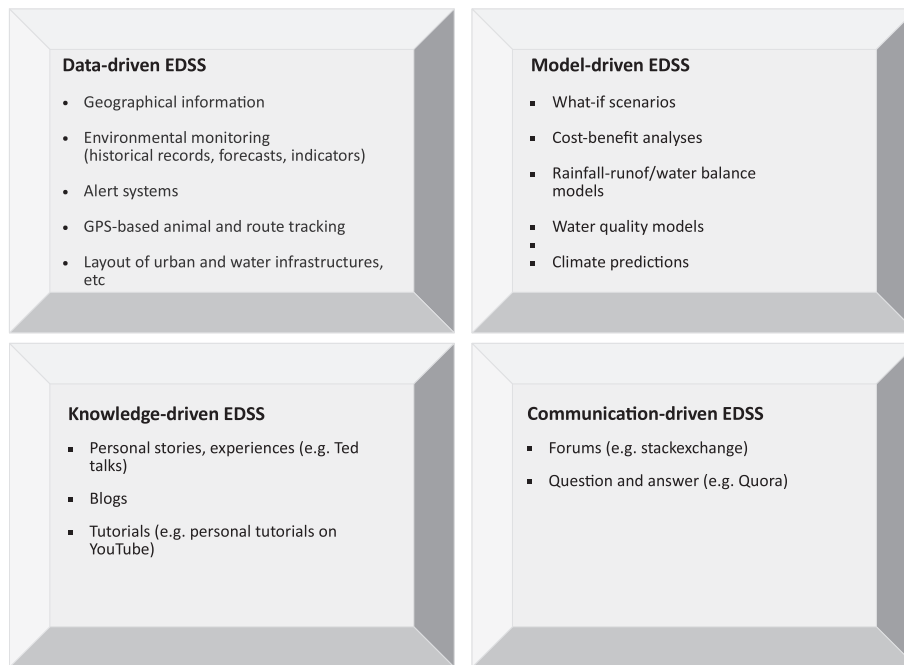 Data-driven EDSS
• Geographical information
• Environmental monitoring
(historical records, forecasts, indicators)
• Alert systems
• GPS-based animal and route tracking
• Layout of urban and water infrastructures,
etc
Model-driven EDSS
▪ What-if scenarios
▪ Cost-benefit analyses
▪ Rainfall-runof/water balance
models
▪ Water quality models
▪
▪ Climate predictions
Knowledge-driven EDSS
▪ Personal stories, experiences (e.g. Ted
talks)
▪ Blogs
▪ Tutorials (e.g. personal tutorials on
YouTube)
Communication-driven EDSS
▪ Forums (e.g. stackexchange)
▪ Question and answer (e.g. Quora)